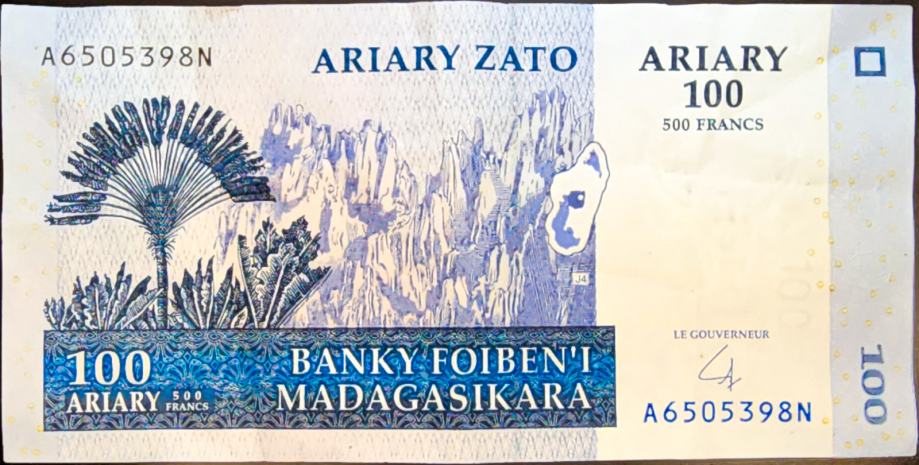 A6505398N
ARIARY ZATO
ARIARY
100
500 FRANCS
J4
LE GOUVERNEUR
A6505398N
100
ARIARY 500 FRANCS
BANKY FOIBEN'I
MADAGASIKARA
100